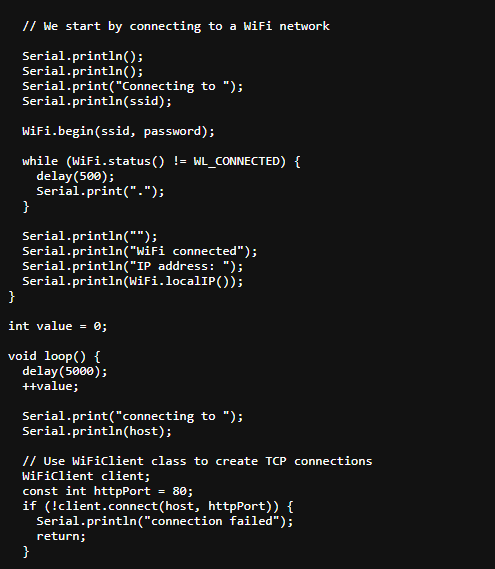 // We start by connecting to a WiFi network
Serial.println();
Serial.println();
Serial.print("Connecting to ");
Serial.println(ssid);
WiFi.begin(ssid, password);
while (WiFi.status() != WL_CONNECTED) {
delay(500);
Serial.print(".");
}
Serial.println("");
Serial.println("WiFi connected");
Serial.println("IP address: ");
Serial.println(WiFi.localIP());
}
int value = 0;
void loop() {
delay(5000);
++value;
Serial.print("connecting to ");
Serial.println(host);
// Use WiFiClient class to create TCP connections
WiFiClient client;
const int httpPort = 80;
if (!client.connect(host, httpPort)) {
Serial.println("connection failed");
return;
}